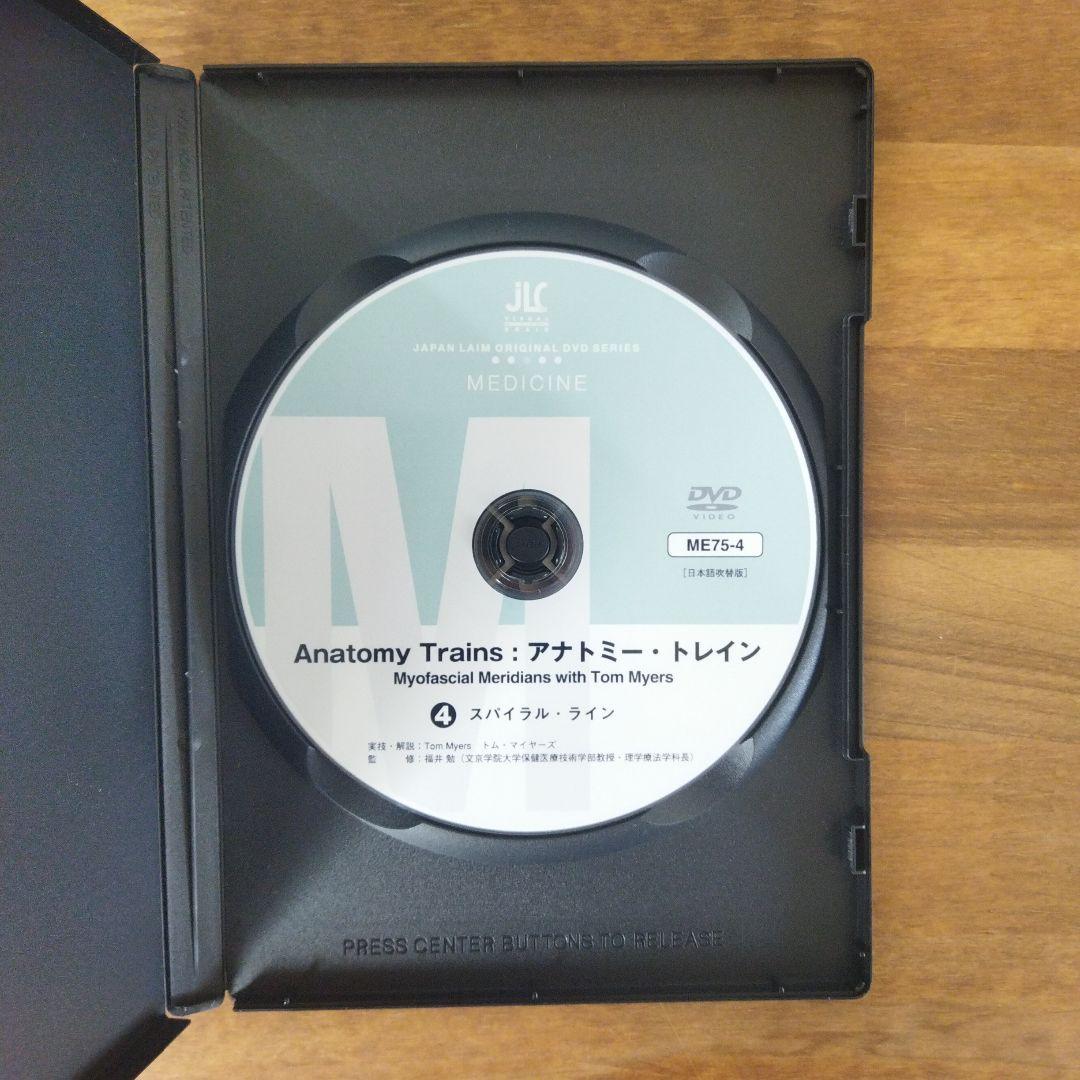 JLC
VISUAL
BRAIN
JAPAN LAIM ORIGINAL DVD SERIES
MEDICINE
M
DVD
VIDEO
ME75-4
[日本語吹替版]
Anatomy Trains : アナトミー・トレイン
Myofascial Meridians with Tom Myers
4 スパイラル・ライン
実技・解説：Tom Myers トム・マイヤーズ
監 修：福井 勉（文京学院大学保健医療技術学部教授・理学療法学科長）
PRESS CENTER BUTTONS TO RELEASE